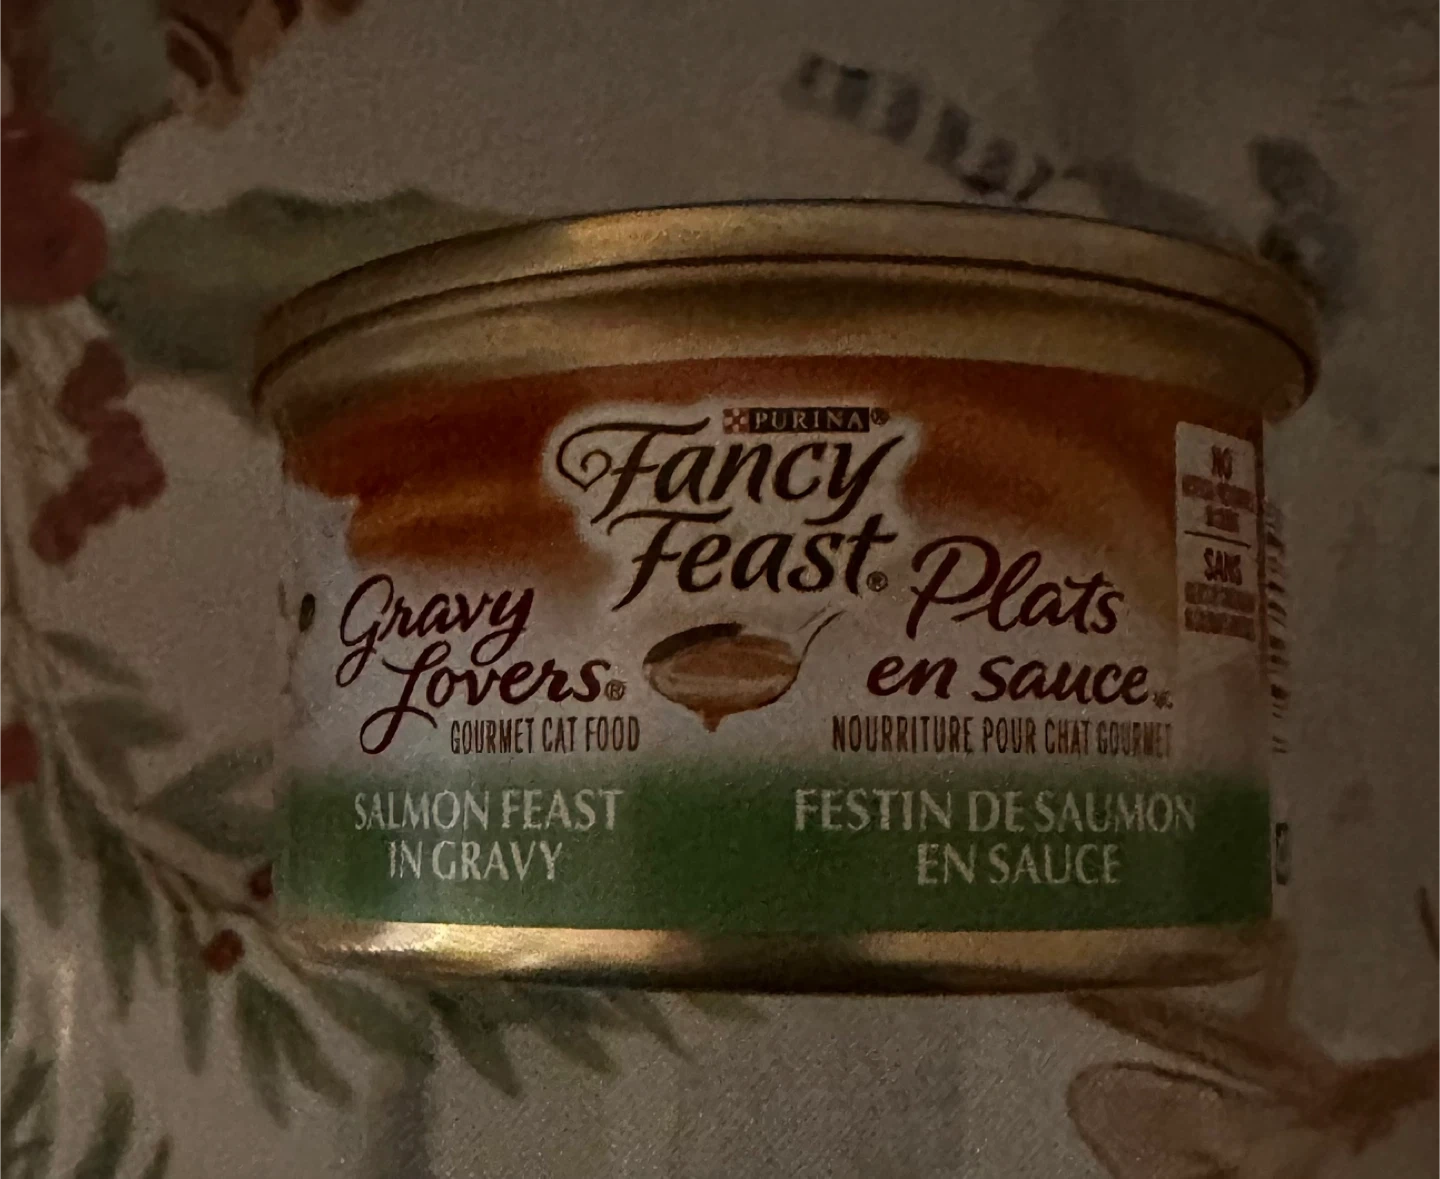 PURINA®
Fancy
Feast®
Gravy
Lovers®
GOURMET CAT FOOD
Plats
en sauce
NOURRITURE POUR CHAT GOURMET
SALMON FEAST
IN GRAVY
FESTIN DE SAUMON
EN SAUCE
NO
SANS